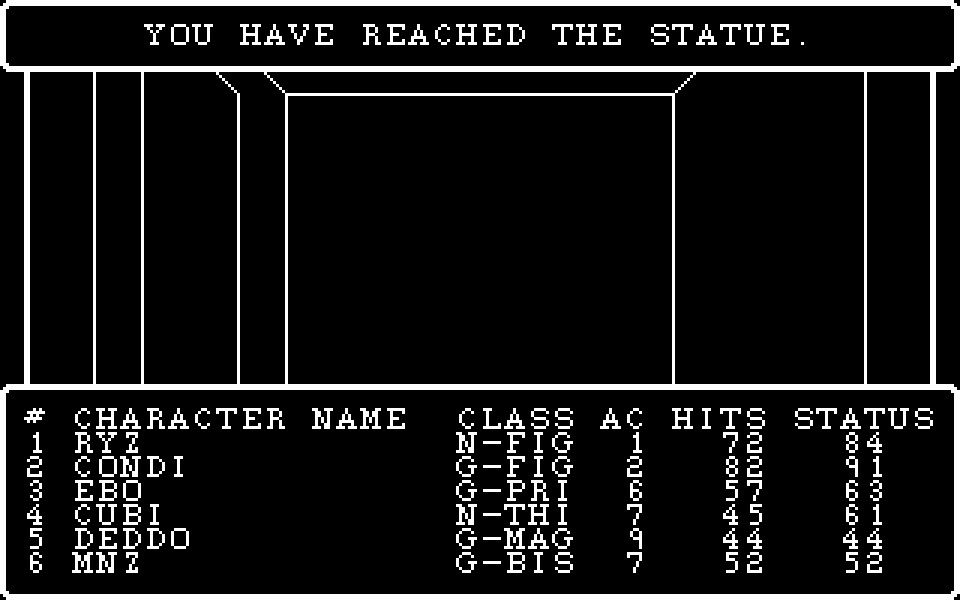 YOU HAVE REACHED THE STATUE.
# CHARACTER NAME CLASS AC HITS STATUS
1 RYZ N-FIG 1 72 84
2 CONDI G-FIG 2 82 91
3 EBO G-PRI 6 57 63
4 CUBI N-THI 7 45 61
5 DEDDO G-MAG 9 44 44
6 MNZ G-BIS 7 52 52